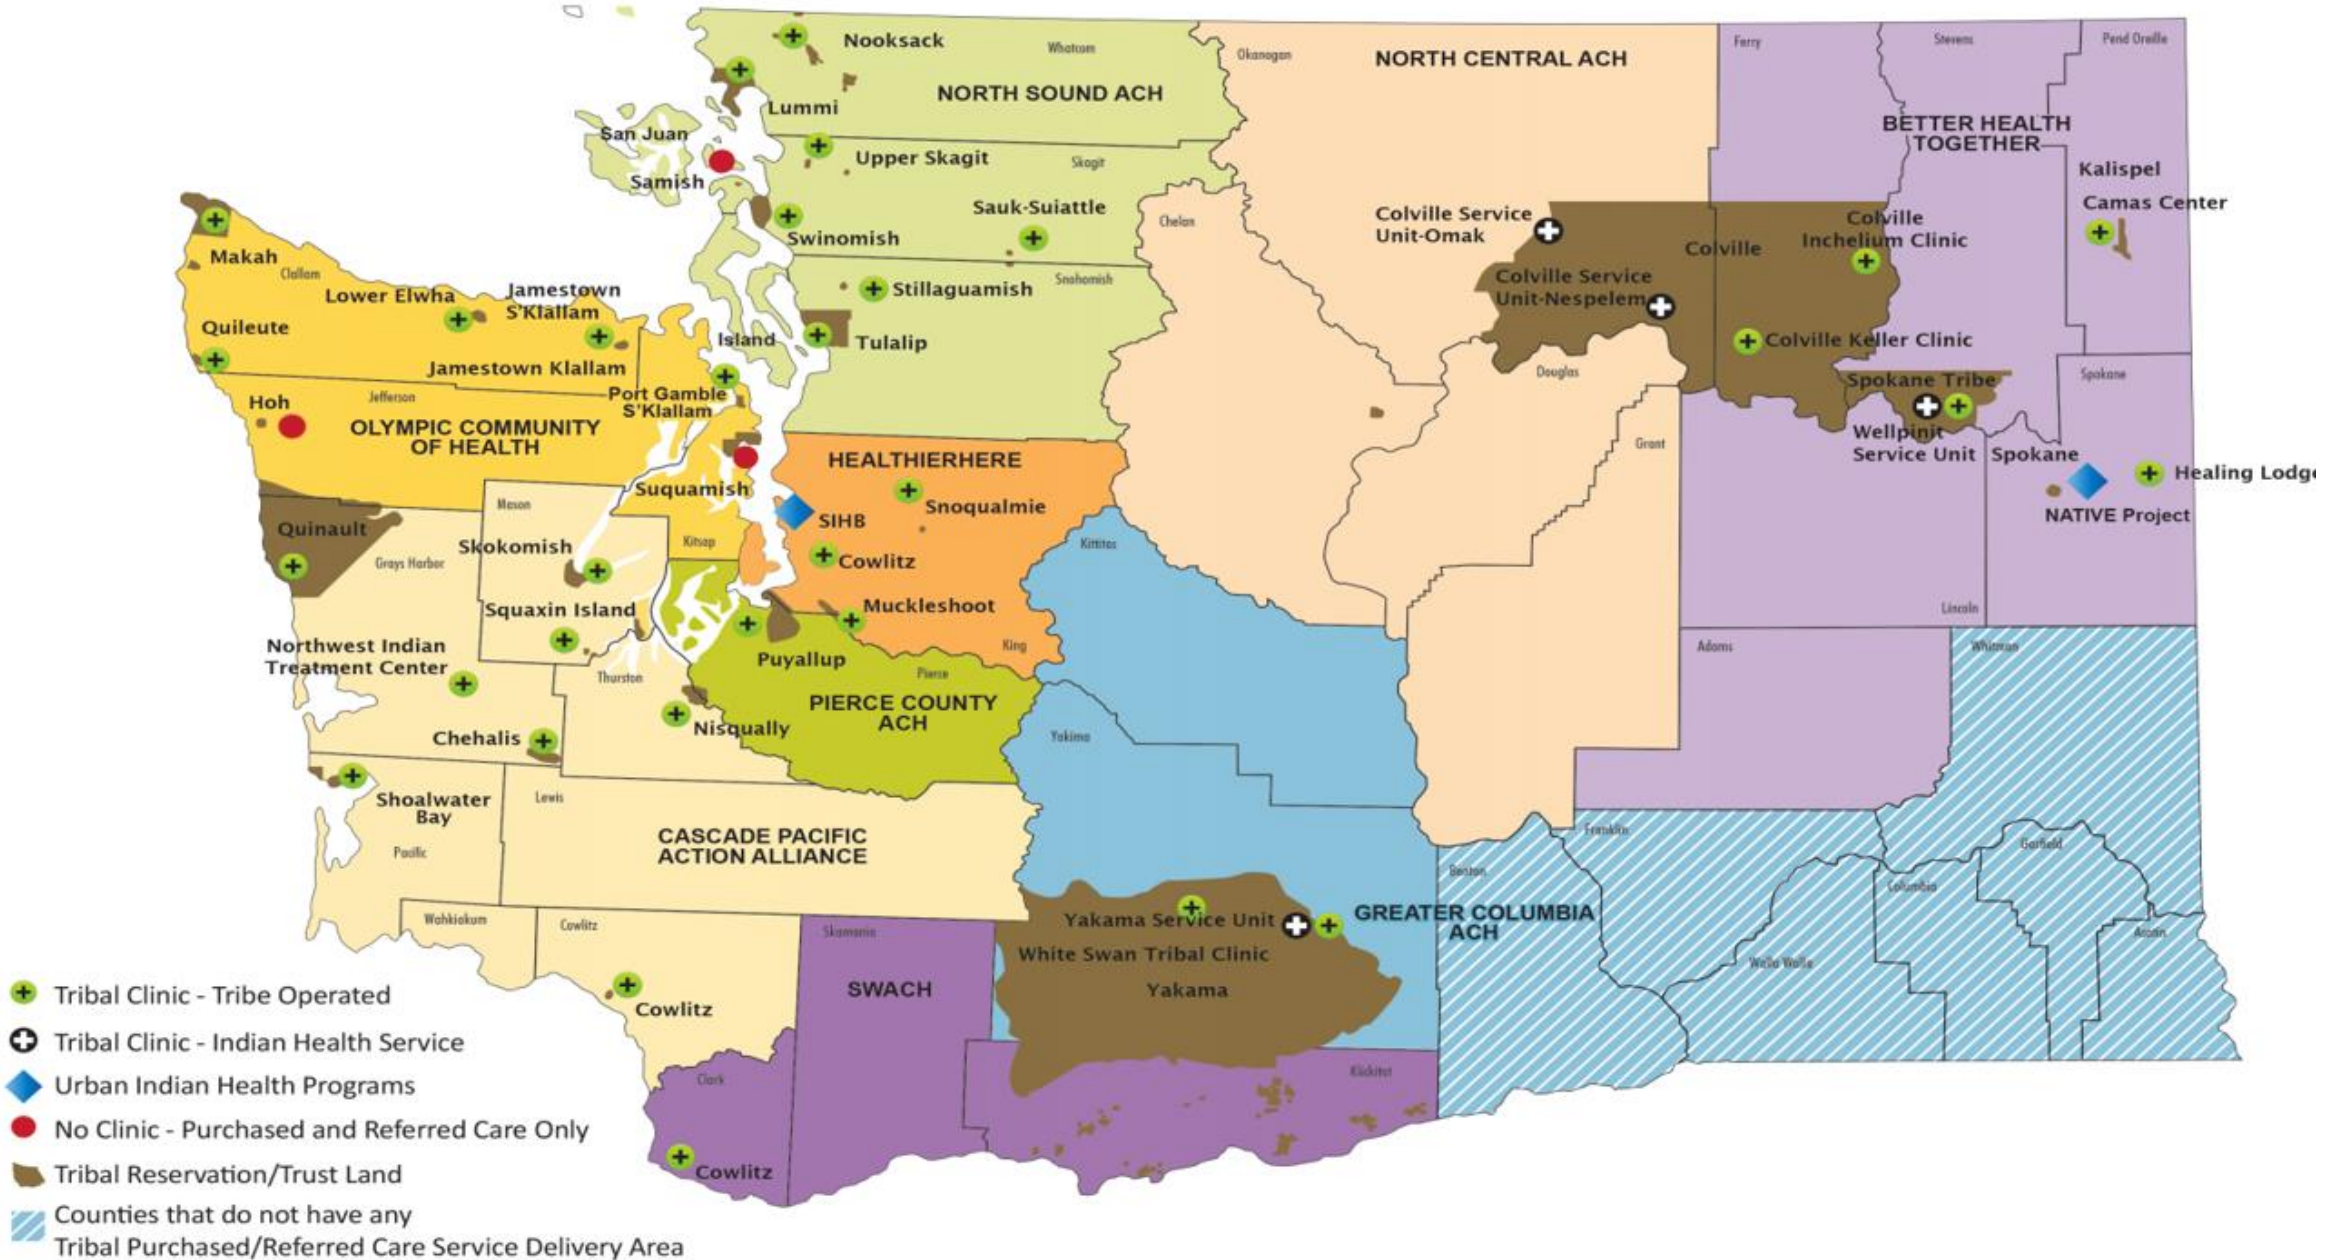 Nooksack
Whatcom
Okanogan
NORTH CENTRAL ACH
Ferry
Stevens
Pend Oreille
Lummi
NORTH SOUND ACH
BETTER HEALTH
TOGETHER
San Juan
Samish
Upper Skagit
Skagit
Kalispel
Camas Center
Sauk-Suiattle
Swinomish
Chelan
Colville Service
Unit-Omak
Colville
Colville
Inchelium Clinic
Makah
Clallam
Lower Elwha
Jamestown
S'Klallam
Stillaguamish
Snohomish
Colville Service
Unit-Nespelem
Quileute
Jamestown Klallam
Island
Tulalip
Colville Keller Clinic
Douglas
Spokane Tribe
Spokane
Hoh
Jefferson
Port Gamble
S'Klallam
OLYMPIC COMMUNITY
OF HEALTH
HEALTHIERHERE
Grant
Wellpinit
Service Unit
Spokane
Healing Lodge
NATIVE Project
Suquamish
Mason
Snoqualmie
SIHB
Quinault
Grays Harbor
Skokomish
Kitsap
Cowlitz
Kittitas
Squaxin Island
Muckleshoot
King
Lincoln
Northwest Indian
Treatment Center
Thurston
Puyallup
Pierce
Adams
Whitman
PIERCE COUNTY
ACH
Nisqually
Chehalis
Yakima
Shoalwater
Bay
Lewis
Pacific
CASCADE PACIFIC
ACTION ALLIANCE
Franklin
Garfield
Benton
Columbia
Wahkiakum
Cowlitz
Skamania
Yakama Service Unit
White Swan Tribal Clinic
Yakama
GREATER COLUMBIA
ACH
Asotin
Walla Walla
SWACH
Cowlitz
Clark
Klickitat
Cowlitz
Tribal Clinic - Tribe Operated
Tribal Clinic - Indian Health Service
Urban Indian Health Programs
No Clinic - Purchased and Referred Care Only
Tribal Reservation/Trust Land
Counties that do not have any
Tribal Purchased/Referred Care Service Delivery Area